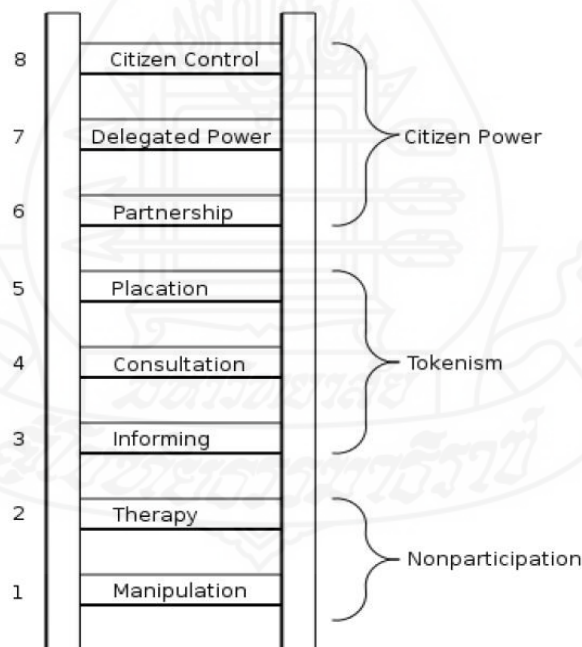 8 Citizen Control
7 Delegated Power
Citizen Power
6 Partnership
5 Placation
4 Consultation
Tokenism
3 Informing
2 Therapy
Nonparticipation
1 Manipulation